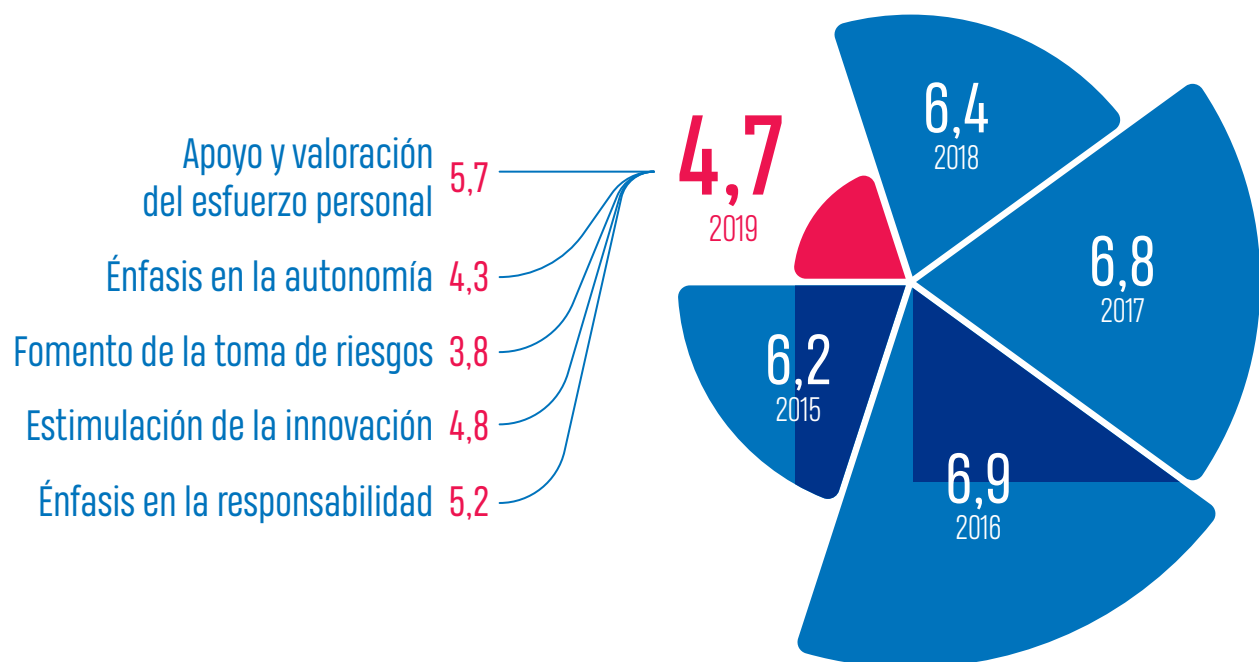 Apoyo y valoración
del esfuerzo personal
5,7
Énfasis en la autonomía 4,3
Fomento de la toma de riesgos 3,8
Estimulación de la innovación 4,8
Énfasis en la responsabilidad 5,2
4,7
2019
6,4
2018
6,8
2017
6,2
2015
6,9
2016